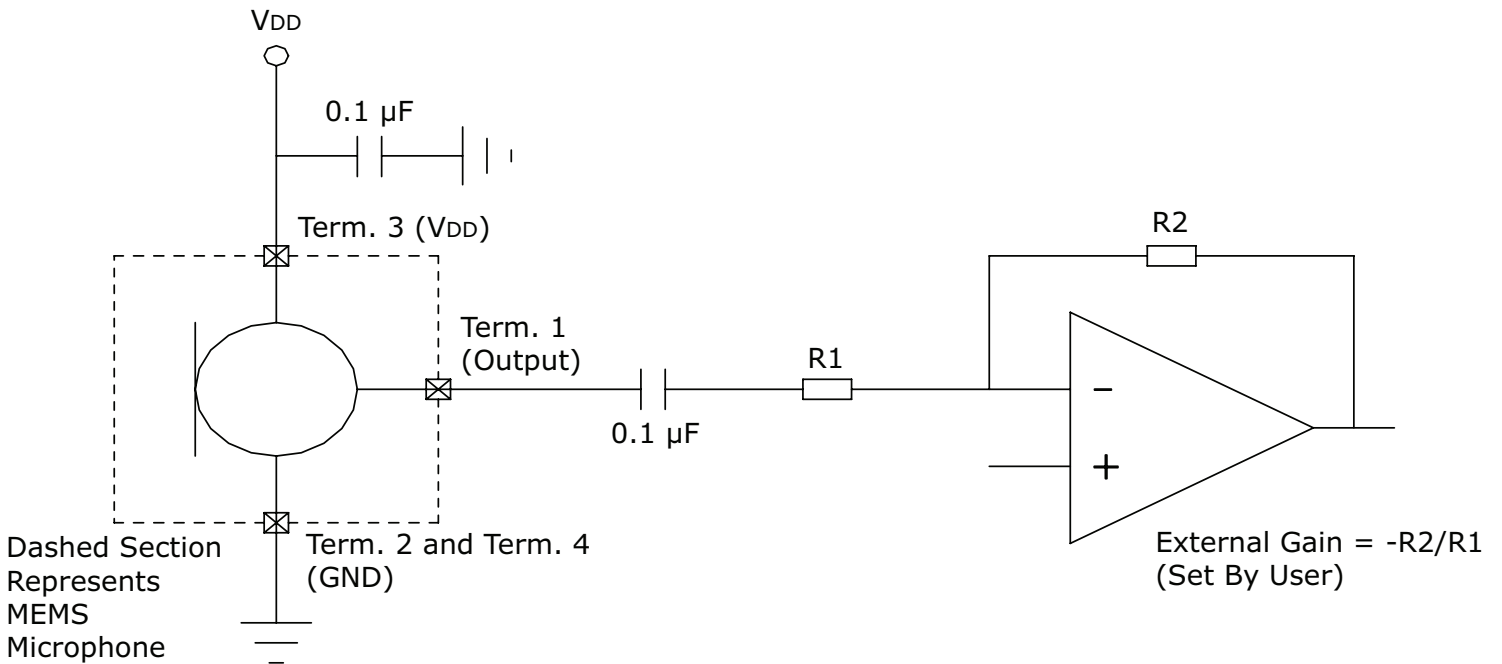 VDD
0.1 µF
Term. 3 (VDD)
R2
Term. 1
(Output)
R1
0.1 µF
−
+
Dashed Section
Represents
MEMS
Microphone
Term. 2 and Term. 4
(GND)
External Gain = -R2/R1
(Set By User)